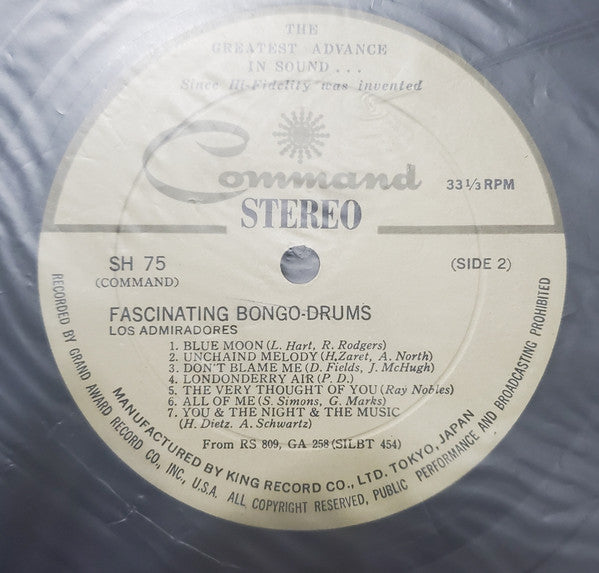 THE
GREATEST ADVANCE
IN SOUND...
Since Hi-Fidelity was invented
Command
33 1/3 RPM
STEREO
SH 75
(SIDE 2)
(COMMAND)
FASCINATING BONGO-DRUMS
LOS ADMIRADORES
1. BLUE MOON (L. Hart, R. Rodgers)
2. UNCHAIND MELODY (H,Zaret, A. North)
3. DON'T BLAME ME (D. Fields, J. McHugh)
4. LONDONDERRY AIR (P. D.)
5. THE VERY THOUGHT OF YOU (Ray Nobles)
6. ALL OF ME (S. Simons, G. Marks)
7. YOU & THE NIGHT & THE MUSIC
(H. Dietz. A. Schwartz)
From RS 809, GA 258 (SILBT 454)
MANUFACTURED BY KING RECORD CO., LTD. TOKYO, JAPAN
RECORDED BY GRAND AWARD RECORD CO., INC., U.S.A. ALL COPYRIGHT RESERVED, PUBLIC PERFORMANCE AND BROADCASTING PROHIBITED